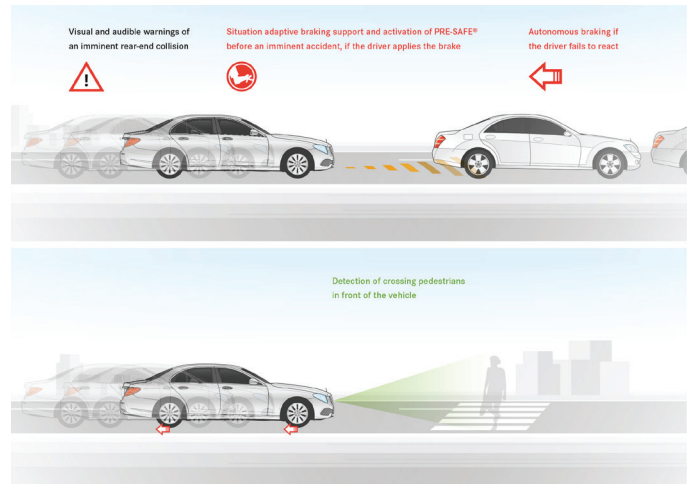 Visual and audible warnings of
an imminent rear-end collision
Situation adaptive braking support and activation of PRE-SAFE®
before an imminent accident, if the driver applies the brake
Autonomous braking if
the driver fails to react
!
Detection of crossing pedestrians
in front of the vehicle